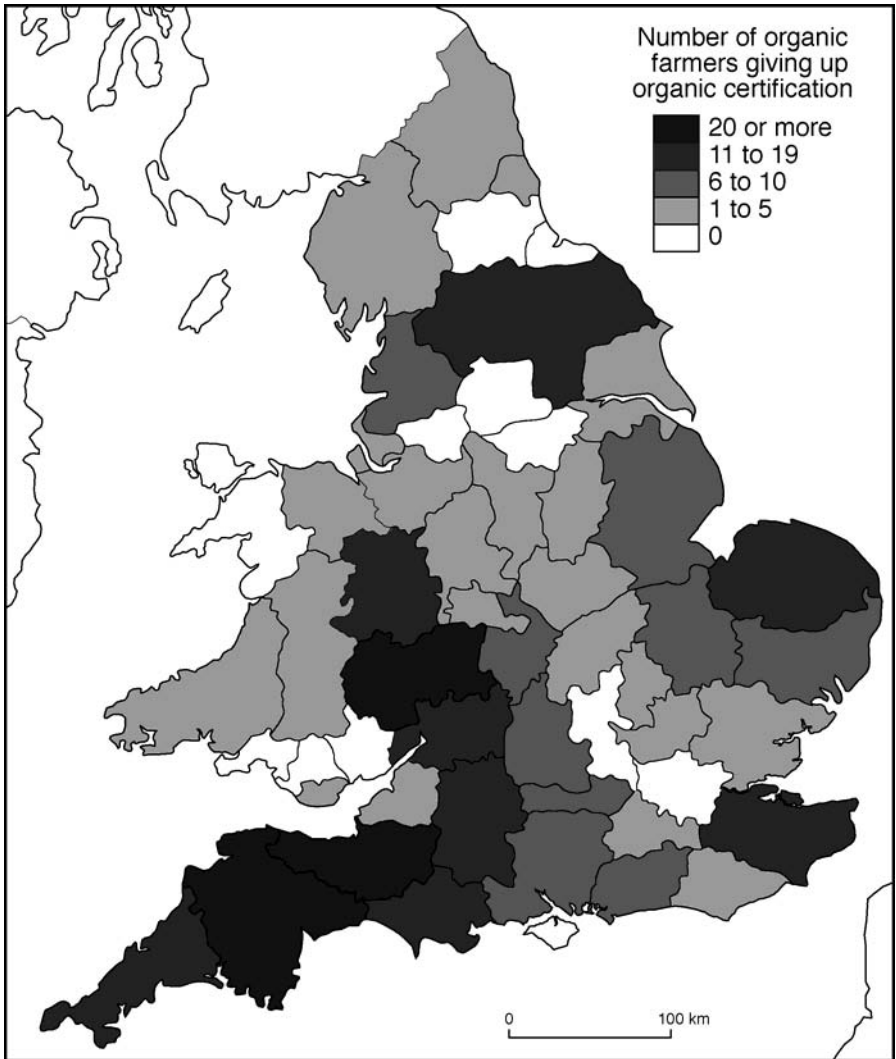 Number of organic
farmers giving up
organic certification
20 or more
11 to 19
6 to 10
1 to 5
0
0 100 km